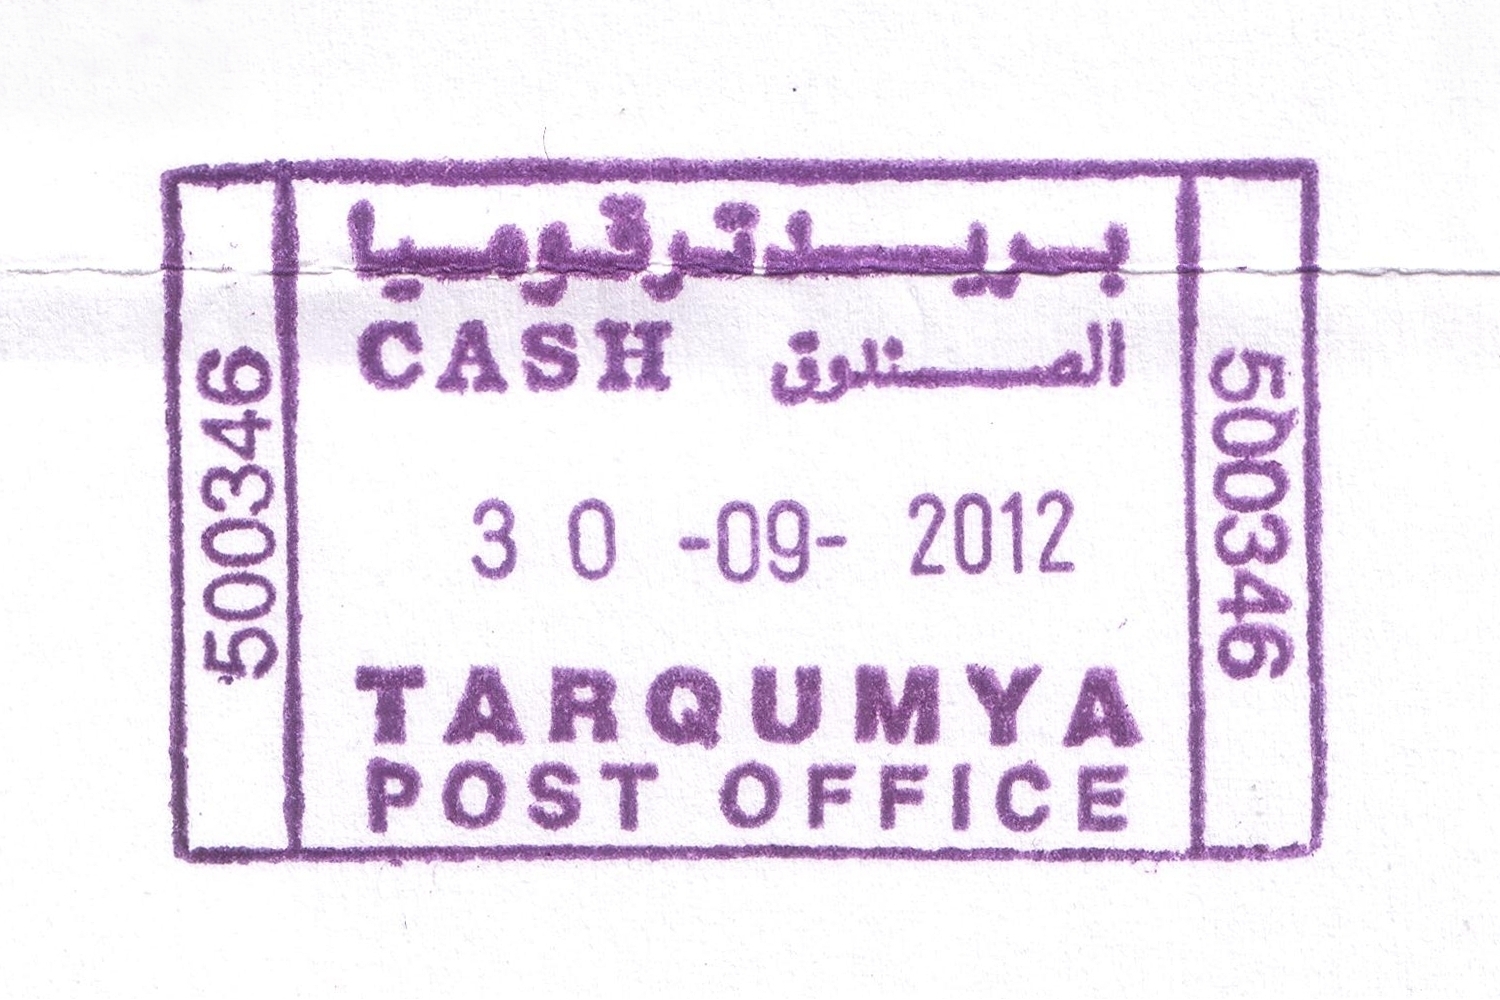 بريد ترقوميا
CASH الصندوق
500346
30 -09- 2012
500346
TARQUMYA
POST OFFICE